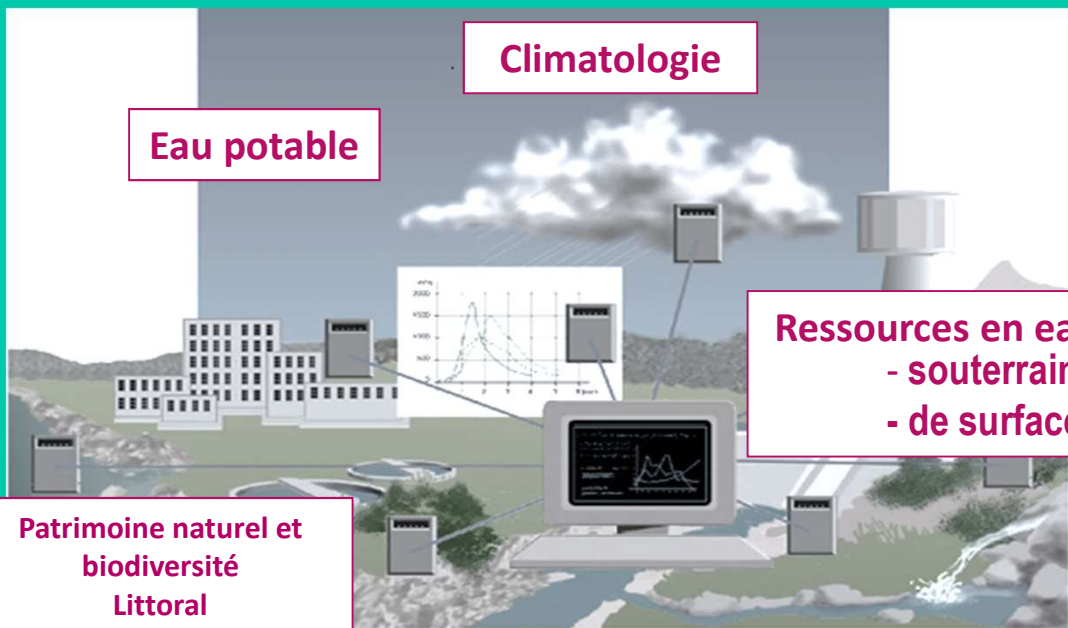 Climatologie
Eau potable
Ressources en ea
- souterrain
- de surface
Patrimoine naturel et
biodiversité
Littoral